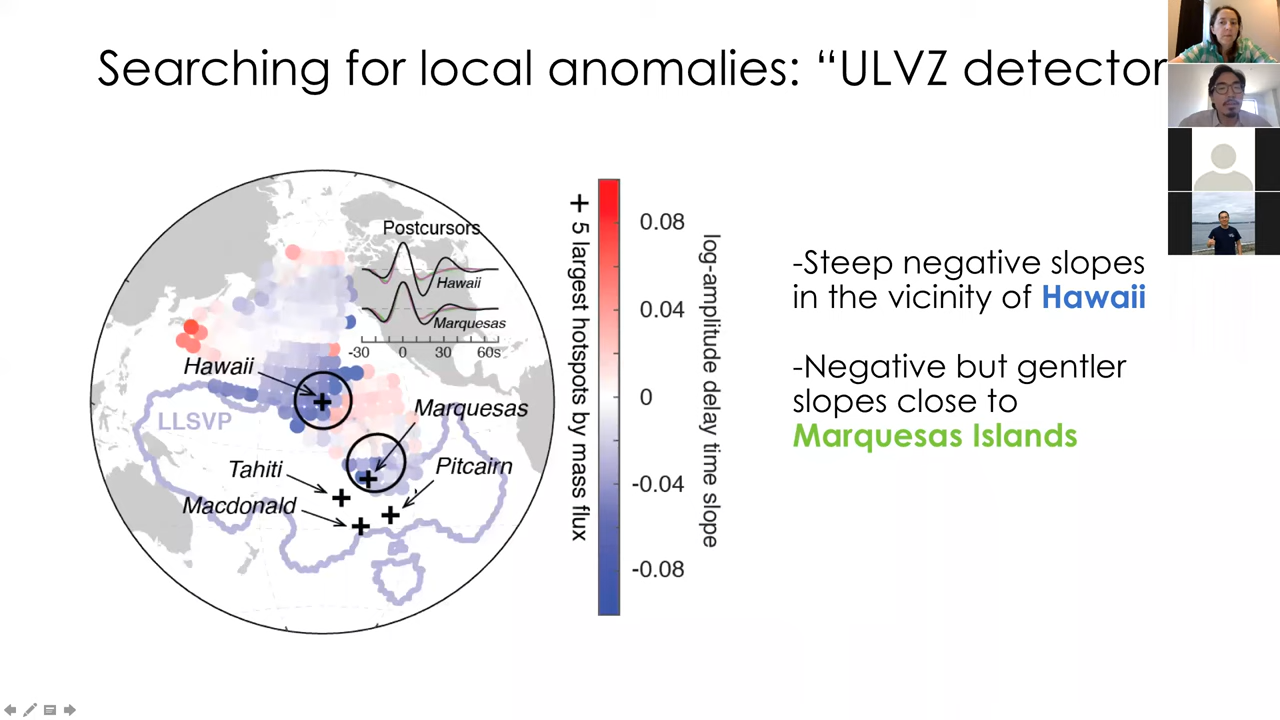 Searching for local anomalies: “ULVZ detector
Postcursors
Hawaii
Marquesas
-30 0 30 60s
Hawaii
LLSVP
Marquesas
Tahiti
Pitcairn
Macdonald
+ 5 largest hotspots by mass flux
0.08
0.04
0
-0.04
-0.08
log-amplitude delay time slope
-Steep negative slopes
in the vicinity of Hawaii
-Negative but gentler
slopes close to
Marquesas Islands